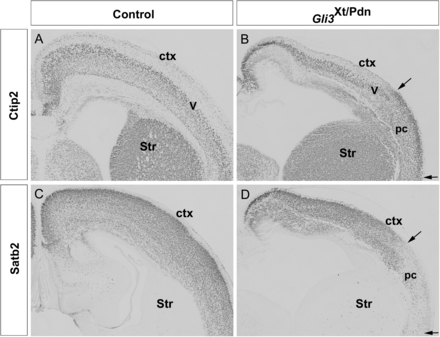 Control
Gli3Xt/Pdn
Ctip2
A
ctx
V
Str
B
ctx
V
pc
Str
Satb2
C
ctx
Str
D
ctx
pc
Str